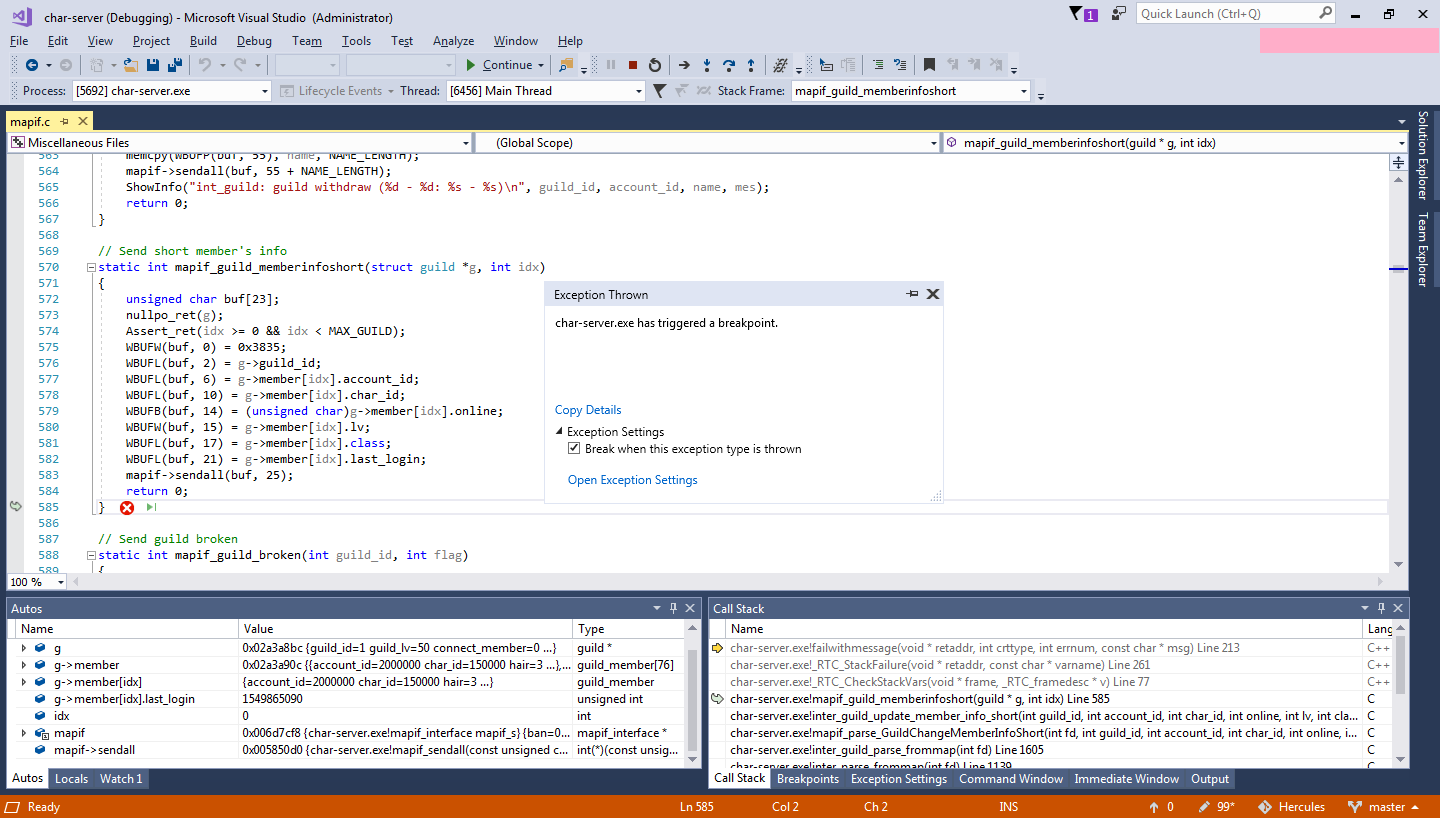 char-server (Debugging) - Microsoft Visual Studio (Administrator)
1
Quick Launch (Ctrl+Q)
File Edit View Project Build Debug Team Tools Test Analyze Window Help
Continue
Process: [5692] char-server.exe Lifecycle Events Thread: [6456] Main Thread Stack Frame: mapif_guild_memberinfoshort
mapif.c
Miscellaneous Files (Global Scope) mapif_guild_memberinfoshort(guild * g, int idx)
563 memcpy(WBUFP(buf, 55), name, NAME_LENGTH);
564 mapif->sendall(buf, 55 + NAME_LENGTH);
565 ShowInfo("int_guild: guild withdraw (%d - %d: %s - %s)\n", guild_id, account_id, name, mes);
566 return 0;
567 }
568
569 // Send short member's info
570 static int mapif_guild_memberinfoshort(struct guild *g, int idx)
571 {
572 unsigned char buf[23];
573 nullpo_ret(g);
574 Assert_ret(idx >= 0 && idx < MAX_GUILD);
575 WBUFW(buf, 0) = 0x3835;
576 WBUFL(buf, 2) = g->guild_id;
577 WBUFL(buf, 6) = g->member[idx].account_id;
578 WBUFL(buf, 10) = g->member[idx].char_id;
579 WBUFB(buf, 14) = (unsigned char)g->member[idx].online;
580 WBUFW(buf, 15) = g->member[idx].lv;
581 WBUFL(buf, 17) = g->member[idx].class;
582 WBUFL(buf, 21) = g->member[idx].last_login;
583 mapif->sendall(buf, 25);
584 return 0;
585 }
586
587 // Send guild broken
588 static int mapif_guild_broken(int guild_id, int flag)
589 {
Exception Thrown
char-server.exe has triggered a breakpoint.
Copy Details
Exception Settings
Break when this exception type is thrown
Open Exception Settings
Solution Explorer
Team Explorer
100 %
Autos
Name Value Type
g 0x02a3a8bc {guild_id=1 guild_lv=50 connect_member=0 ...} guild *
g->member 0x02a3a90c {{account_id=2000000 char_id=150000 hair=3 ...},... guild_member[76]
g->member[idx] {account_id=2000000 char_id=150000 hair=3 ...} guild_member
g->member[idx].last_login 1549865090 unsigned int
idx 0 int
mapif 0x006d7cf8 {char-server.exe!mapif_interface mapif_s} {ban=0... mapif_interface *
mapif->sendall 0x005850d0 {char-server.exe!mapif_sendall(const unsigned c... int(*)(const unsig...
Autos Locals Watch 1
Call Stack
Name Lang
char-server.exe!failwithmessage(void * retaddr, int crttype, int errnum, const char * msg) Line 213 C++
char-server.exe!_RTC_StackFailure(void * retaddr, const char * varname) Line 261 C++
char-server.exe!_RTC_CheckStackVars(void * frame, _RTC_framedesc * v) Line 77 C++
char-server.exe!mapif_guild_memberinfoshort(guild * g, int idx) Line 585 C
char-server.exe!inter_guild_update_member_info_short(int guild_id, int account_id, int char_id, int online, int lv, int cla... C
char-server.exe!mapif_parse_GuildChangeMemberInfoShort(int fd, int guild_id, int account_id, int char_id, int online, i... C
char-server.exe!inter_guild_parse_frommap(int fd) Line 1605 C
char-server.exe!inter_parse_frommap(int fd) Line 1139 C
Call Stack Breakpoints Exception Settings Command Window Immediate Window Output
Ready Ln 585 Col 2 Ch 2 INS 0 99* Hercules master